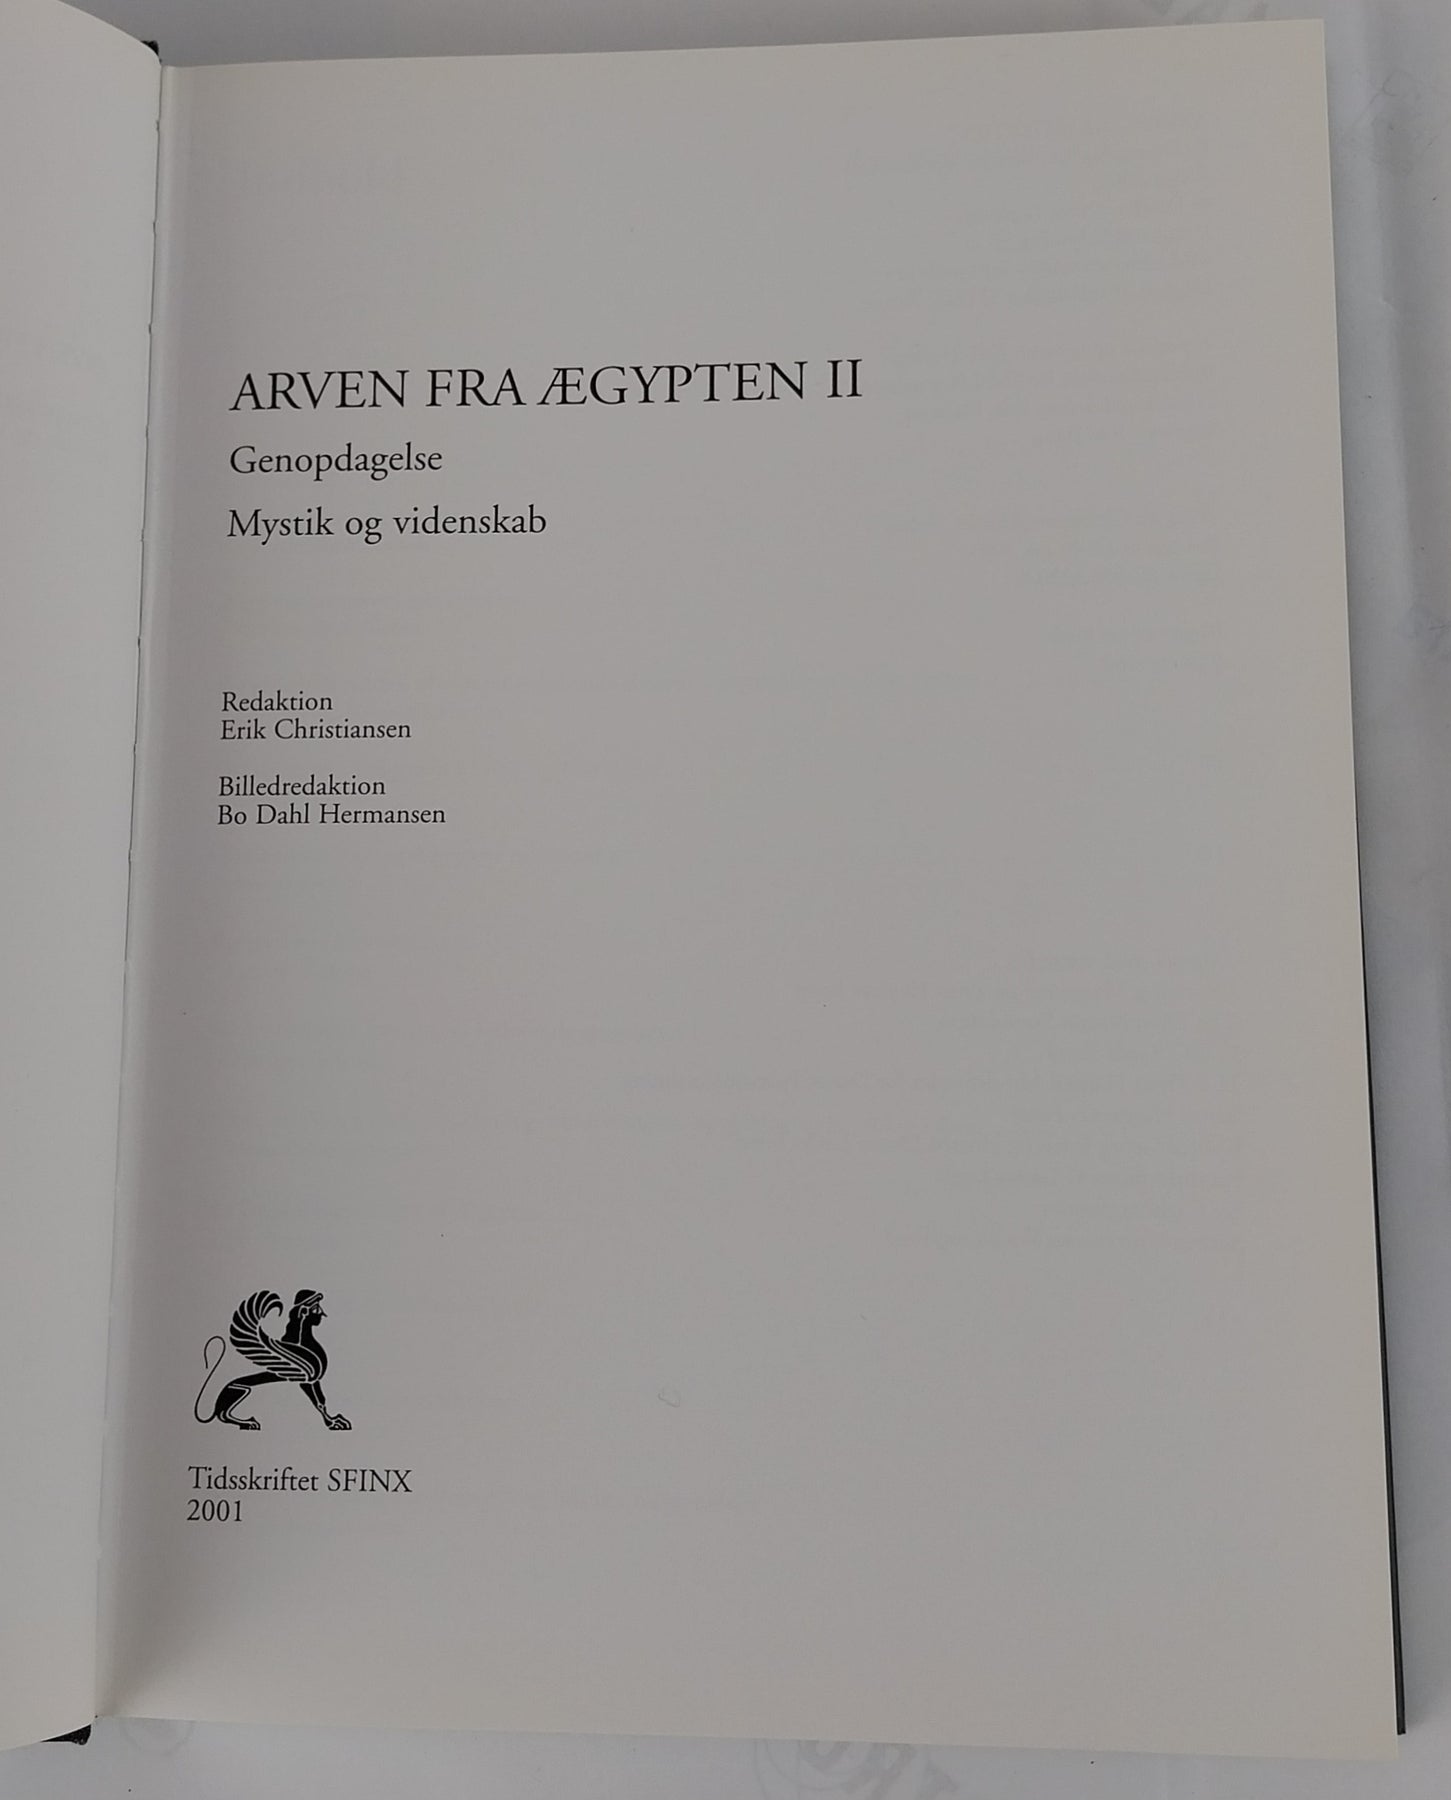 ARVEN FRA ÆGYPTEN II
Genopdagelse
Mystik og videnskab
Redaktion
Erik Christiansen
Billedredaktion
Bo Dahl Hermansen
Tidsskriftet SFINX
2001